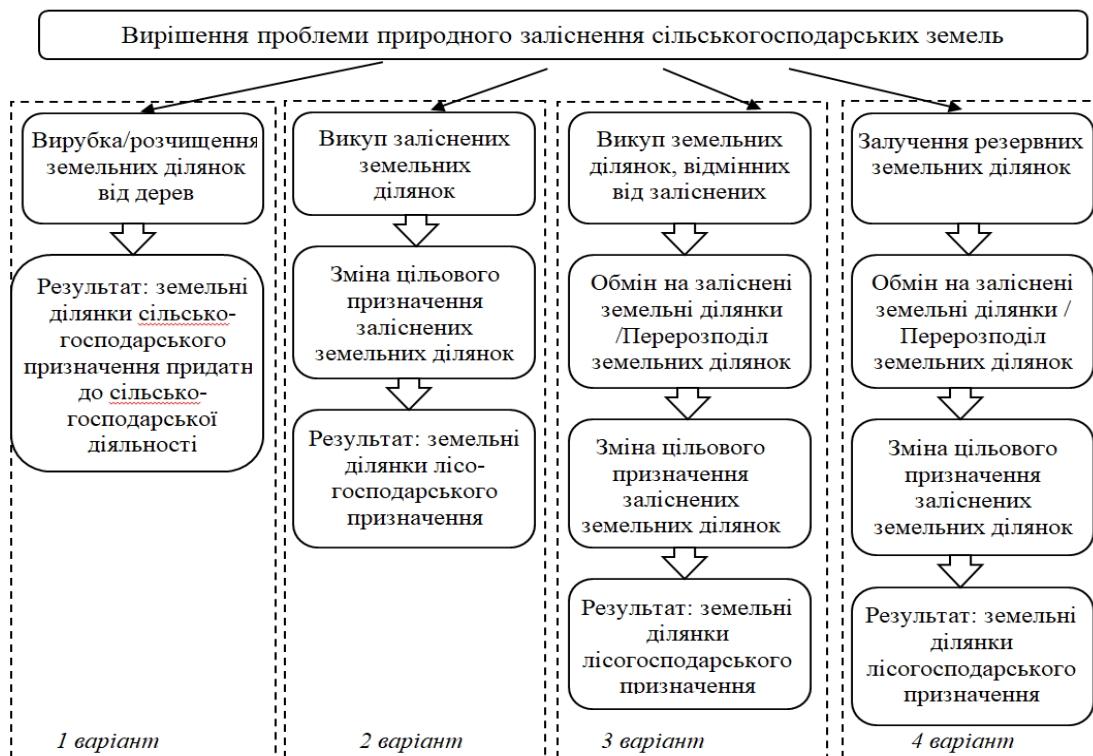 Вирішення проблеми природного заліснення сільськогосподарських земель
Вирубка/розчищення
земельних ділянок
від дерев
Результат: земельні
ділянки сільсько-
господарського
призначення придатн
до сільсько-
господарської
діяльності
1 варіант
Викуп заліснених
земельних
ділянок
Зміна цільового
призначення
заліснених
земельних ділянок
Результат: земельні
ділянки лісо-
господарського
призначення
2 варіант
Викуп земельних
ділянок, відмінних
від заліснених
Обмін на заліснені
земельні ділянки
/Перерозподіл
земельних ділянок
Зміна цільового
призначення
заліснених
земельних ділянок
Результат: земельні
ділянки
лісогосподарського
призначення
3 варіант
Залучення резервних
земельних ділянок
Обмін на заліснені
земельні ділянки /
Перерозподіл
земельних ділянок
Зміна цільового
призначення
заліснених
земельних ділянок
Результат: земельні
ділянки
лісогосподарського
призначення
4 варіант